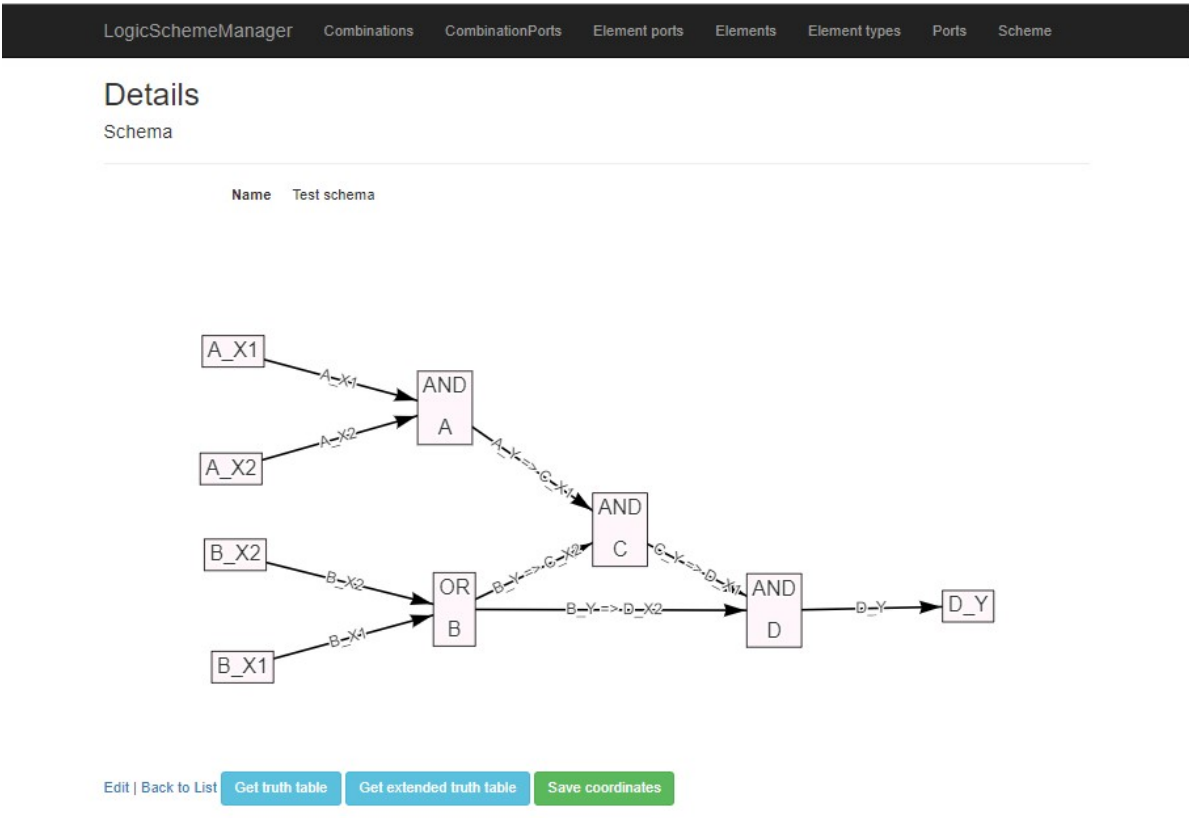 LogicSchemeManager Combinations CombinationPorts Element ports Elements Element types Ports Scheme
Details
Schema
Name Test schema
A_X1
A_X1
AND
A
A_X2
A_X2
A_Y=>C_X1
AND
C
B_X2
B_X2
B_Y=>C_X2
C_Y=>D_X1
OR
B
B_Y=>D_X2
AND
D
D_Y
D_Y
B_X1
B_X1
Edit | Back to List Get truth table Get extended truth table Save coordinates